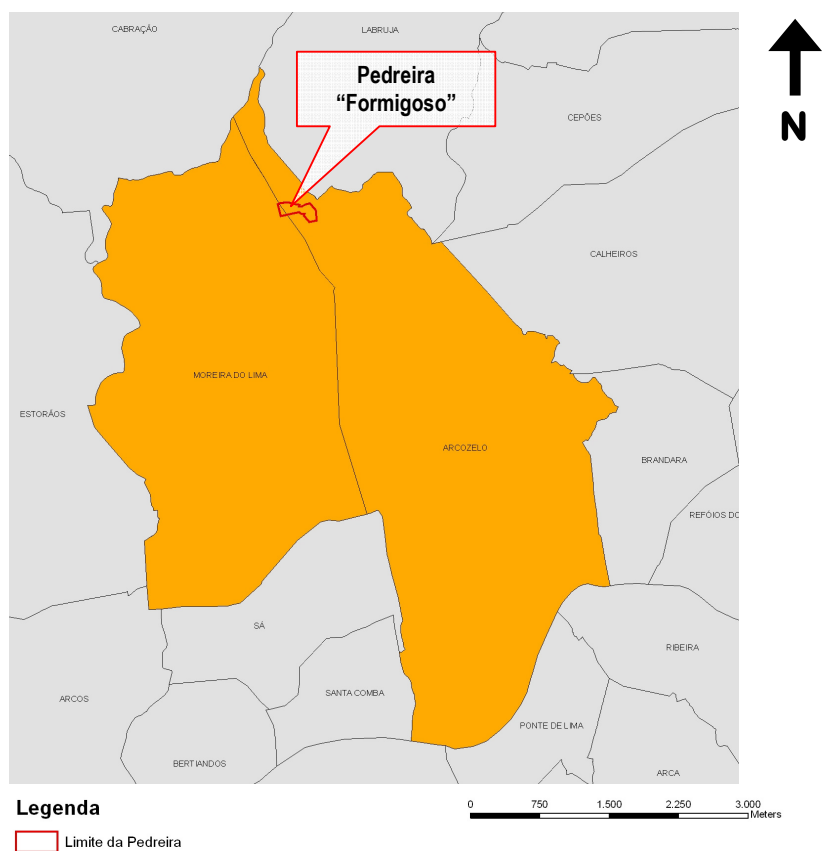 CABRAÇÃO
LABRUJA
Pedreira
“Formigoso”
N
CEPÕES
CALHEIROS
MOREIRA DO LIMA
ESTORÃOS
ARCOZELO
BRANDARA
REFÓIOS DO
SÁ
RIBEIRA
SANTA COMBA
ARCOS
PONTE DE LIMA
BERTIANDOS
ARCA
Legenda
Limite da Pedreira
0 750 1.500 2.250 3.000
Meters